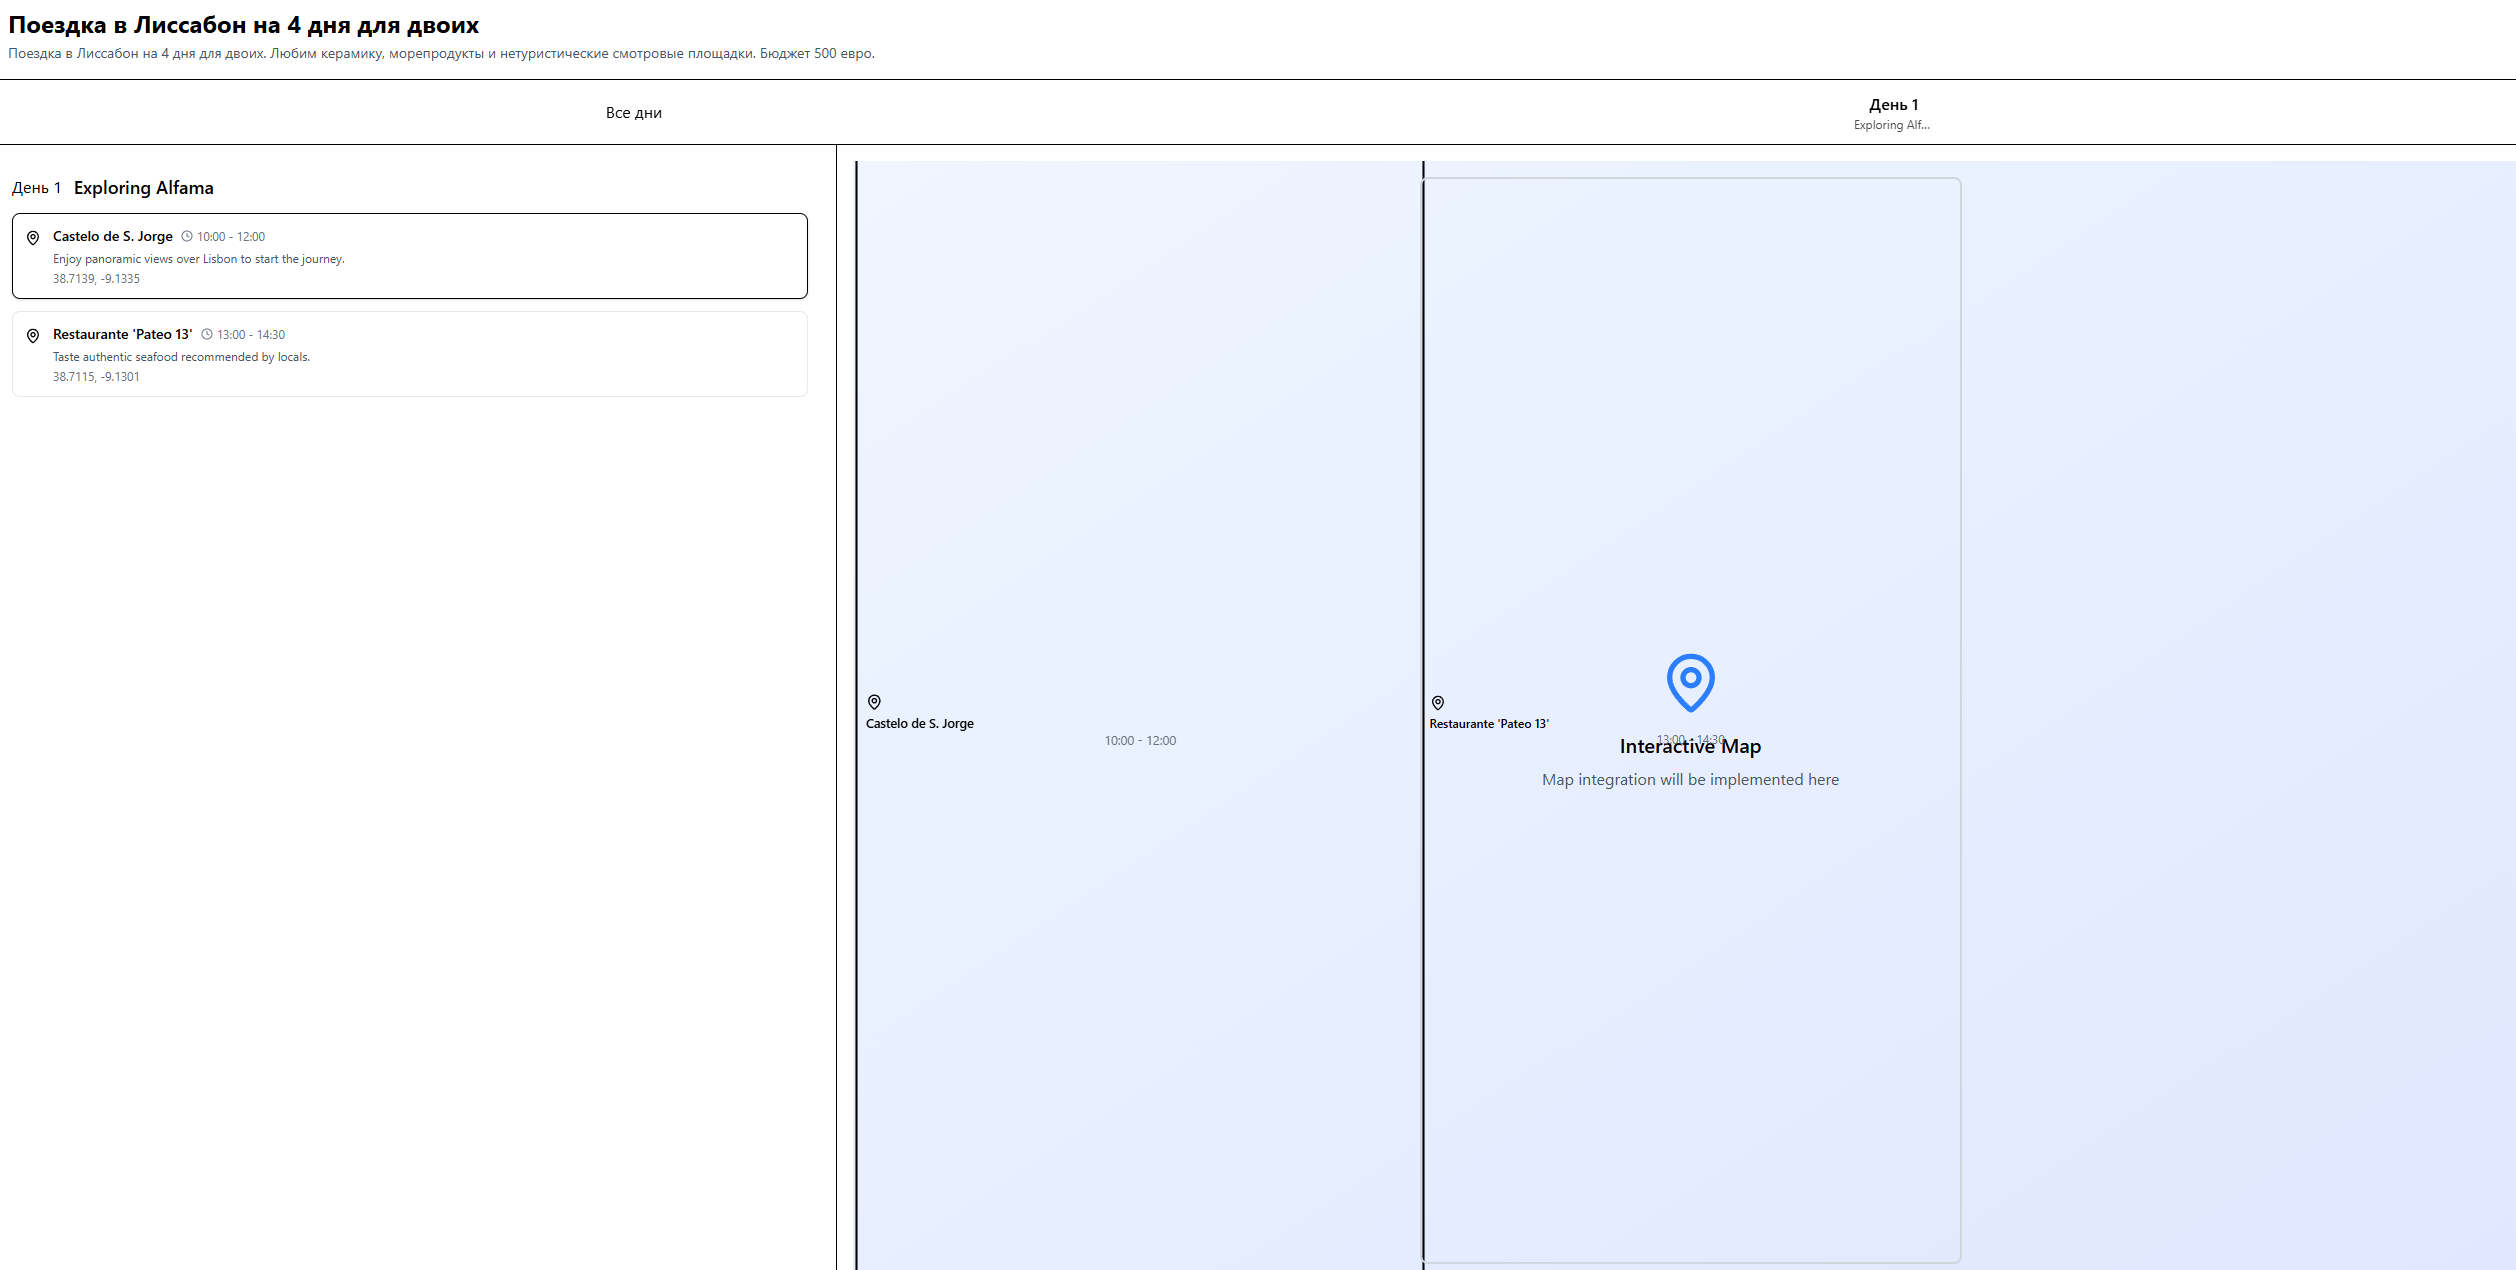 Поездка в Лиссабон на 4 дня для двоих
Поездка в Лиссабон на 4 дня для двоих. Любим керамику, морепродукты и нетуристические смотровые площадки. Бюджет 500 евро.
Все дни
День 1
Exploring Alf...
День 1 Exploring Alfama
Castelo de S. Jorge 10:00 - 12:00
Enjoy panoramic views over Lisbon to start the journey.
38.7139, -9.1335
Restaurante 'Pateo 13' 13:00 - 14:30
Taste authentic seafood recommended by locals.
38.7115, -9.1301
Castelo de S. Jorge
10:00 - 12:00
Restaurante 'Pateo 13'
13:00 - 14:30
Interactive Map
Map integration will be implemented here